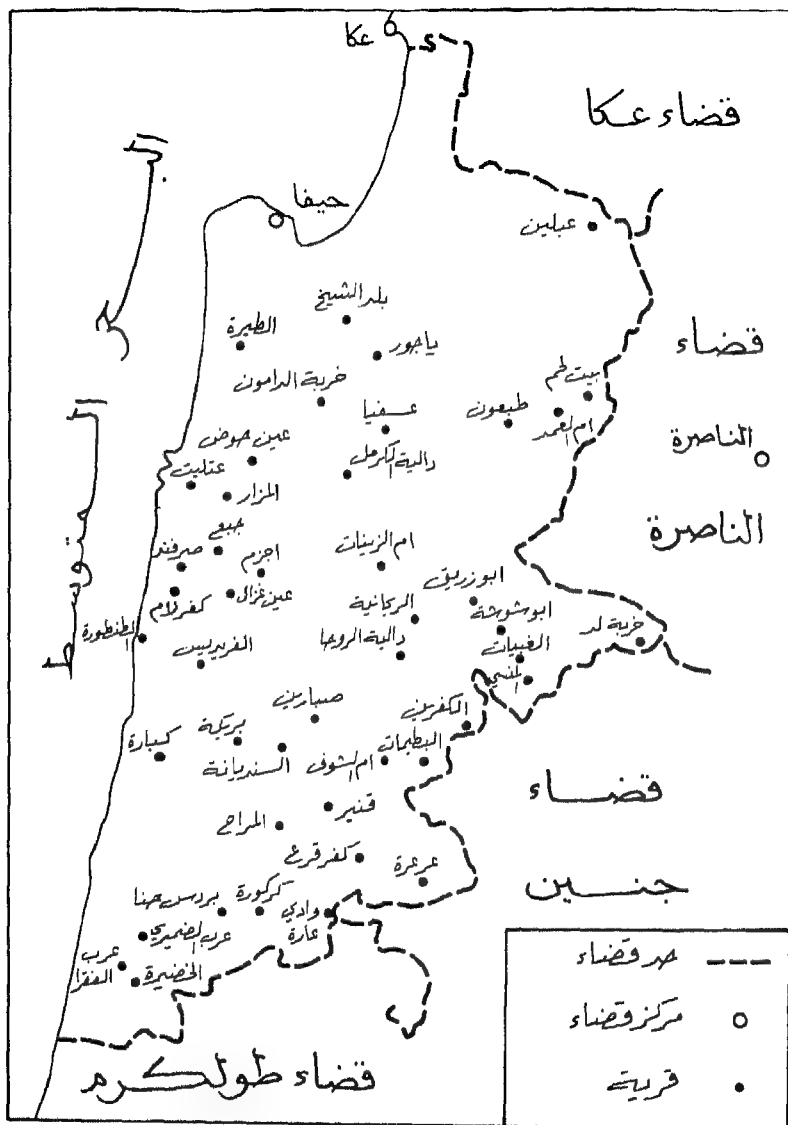 عكا
قضاء عكا
حيفا
عبلين
البحر المتوسط
بلد الشيخ
الطيرة
ياجور
قضاء
الناصرة
الناصرة
خربة الدامون
عسفيا
طبعون
بيت لحم
ام العمد
عين حوض
عتليت
المزار
دالية الكرمل
جبع
صرفند
اجزم
ام الزينات
كفرلام
عين غزال
ابو زريق
الريحانية
ابو شوشة
الطنطورة
الفريديس
دالية الروحا
الغبيات
المنسي
خربة لد
صبارين
الكفرين
كبارة
بريكة
السنديانة
ام الشوف
البطيمات
قضاء
جنين
قنير
المراح
كفر قرع
عرعرة
بردس حنا
كركورة
وادي
عارة
عرب الضميري
عرب
الفقرا
الخضيرة
قضاء طولكرم
حد قضاء
مركز قضاء
قرية